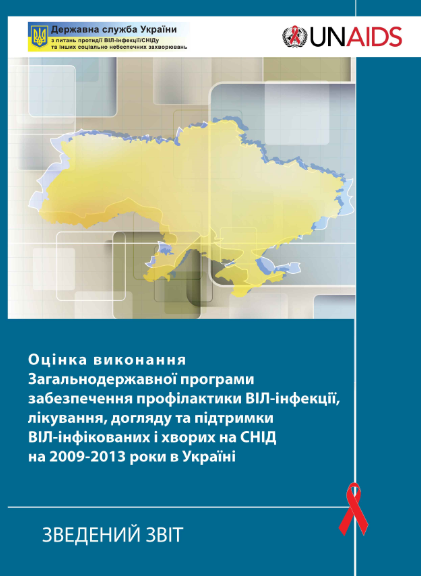 Державна служба України
з питань протидії ВІЛ-інфекції/СНІДу
та інших соціально небезпечних захворювань
UNAIDS
Оцінка виконання
Загальнодержавної програми
забезпечення профілактики ВІЛ-інфекції,
лікування, догляду та підтримки
ВІЛ-інфікованих і хворих на СНІД
на 2009-2013 роки в Україні
ЗВЕДЕНИЙ ЗВІТ